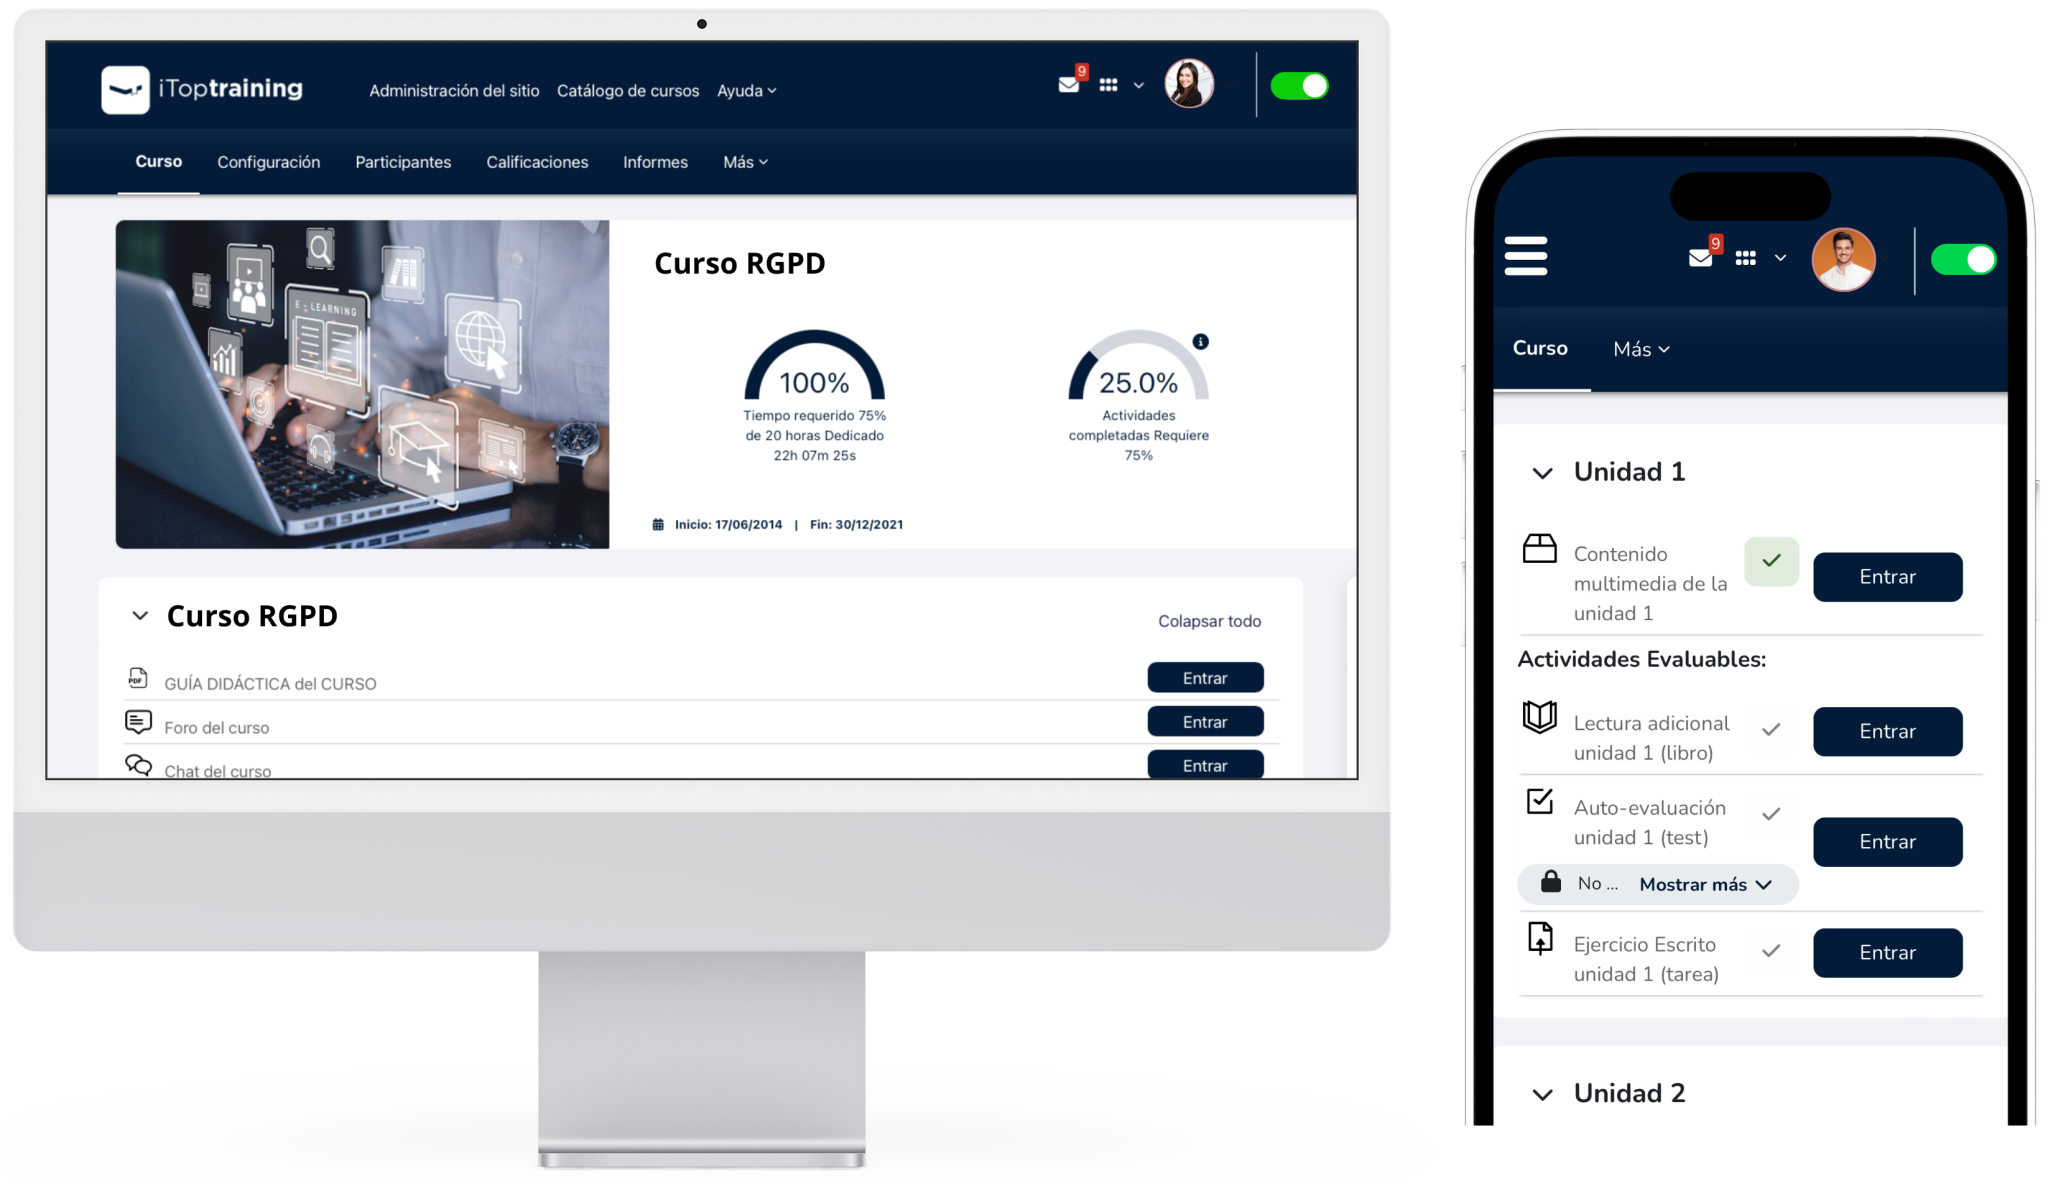 iToptraining
Administración del sitio
Catálogo de cursos
Ayuda
9
Curso
Configuración
Participantes
Calificaciones
Informes
Más
E - LEARNING
Curso RGPD
100%
Tiempo requerido 75%
de 20 horas Dedicado
22h 07m 25s
25.0%
Actividades
completadas Requiere
75%
Inicio: 17/06/2014 | Fin: 30/12/2021
Curso RGPD
Colapsar todo
PDF
GUÍA DIDÁCTICA del CURSO
Entrar
Foro del curso
Entrar
Chat del curso
Entrar
9
Curso
Más
Unidad 1
Contenido
multimedia de la
unidad 1
Entrar
Actividades Evaluables:
Lectura adicional
unidad 1 (libro)
Entrar
Auto-evaluación
unidad 1 (test)
Entrar
No ...
Mostrar más
Ejercicio Escrito
unidad 1 (tarea)
Entrar
Unidad 2